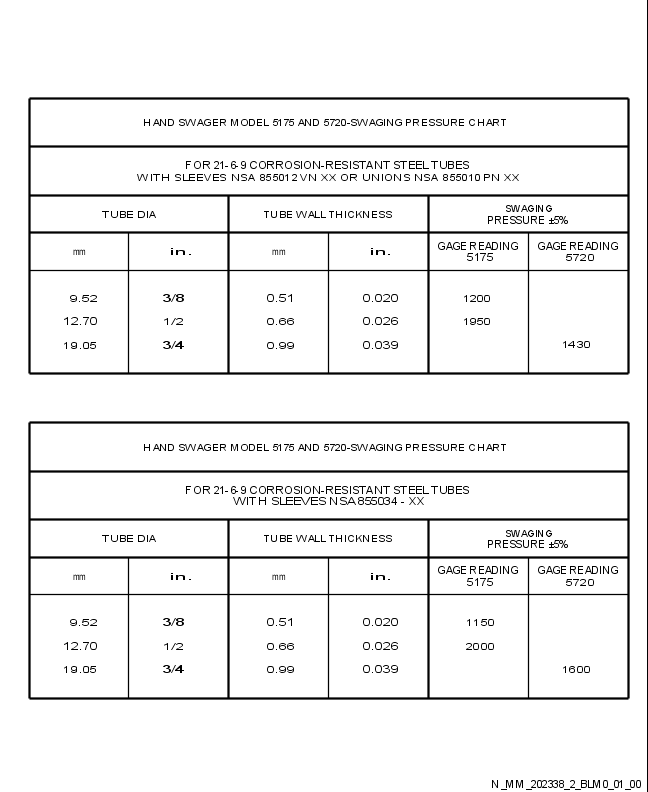 HAND SWAGER MODEL 5175 AND 5720-SWAGING PRESSURE CHART
FOR 21-6-9 CORROSION-RESISTANT STEEL TUBES
WITH SLEEVES NSA 855012 VN XX OR UNIONS NSA 855010 PN XX
TUBE DIA TUBE WALL THICKNESS SWAGING
PRESSURE ±5%
mm in. mm in. GAGE READING 5175 GAGE READING 5720
9.52 3/8 0.51 0.020 1200
12.70 1/2 0.66 0.026 1950
19.05 3/4 0.99 0.039 1430
HAND SWAGER MODEL 5175 AND 5720-SWAGING PRESSURE CHART
FOR 21-6-9 CORROSION-RESISTANT STEEL TUBES
WITH SLEEVES NSA 855034 - XX
TUBE DIA TUBE WALL THICKNESS SWAGING
PRESSURE ±5%
mm in. mm in. GAGE READING 5175 GAGE READING 5720
9.52 3/8 0.51 0.020 1150
12.70 1/2 0.66 0.026 2000
19.05 3/4 0.99 0.039 1600
N_MM_202338_2_BLM0_01_00